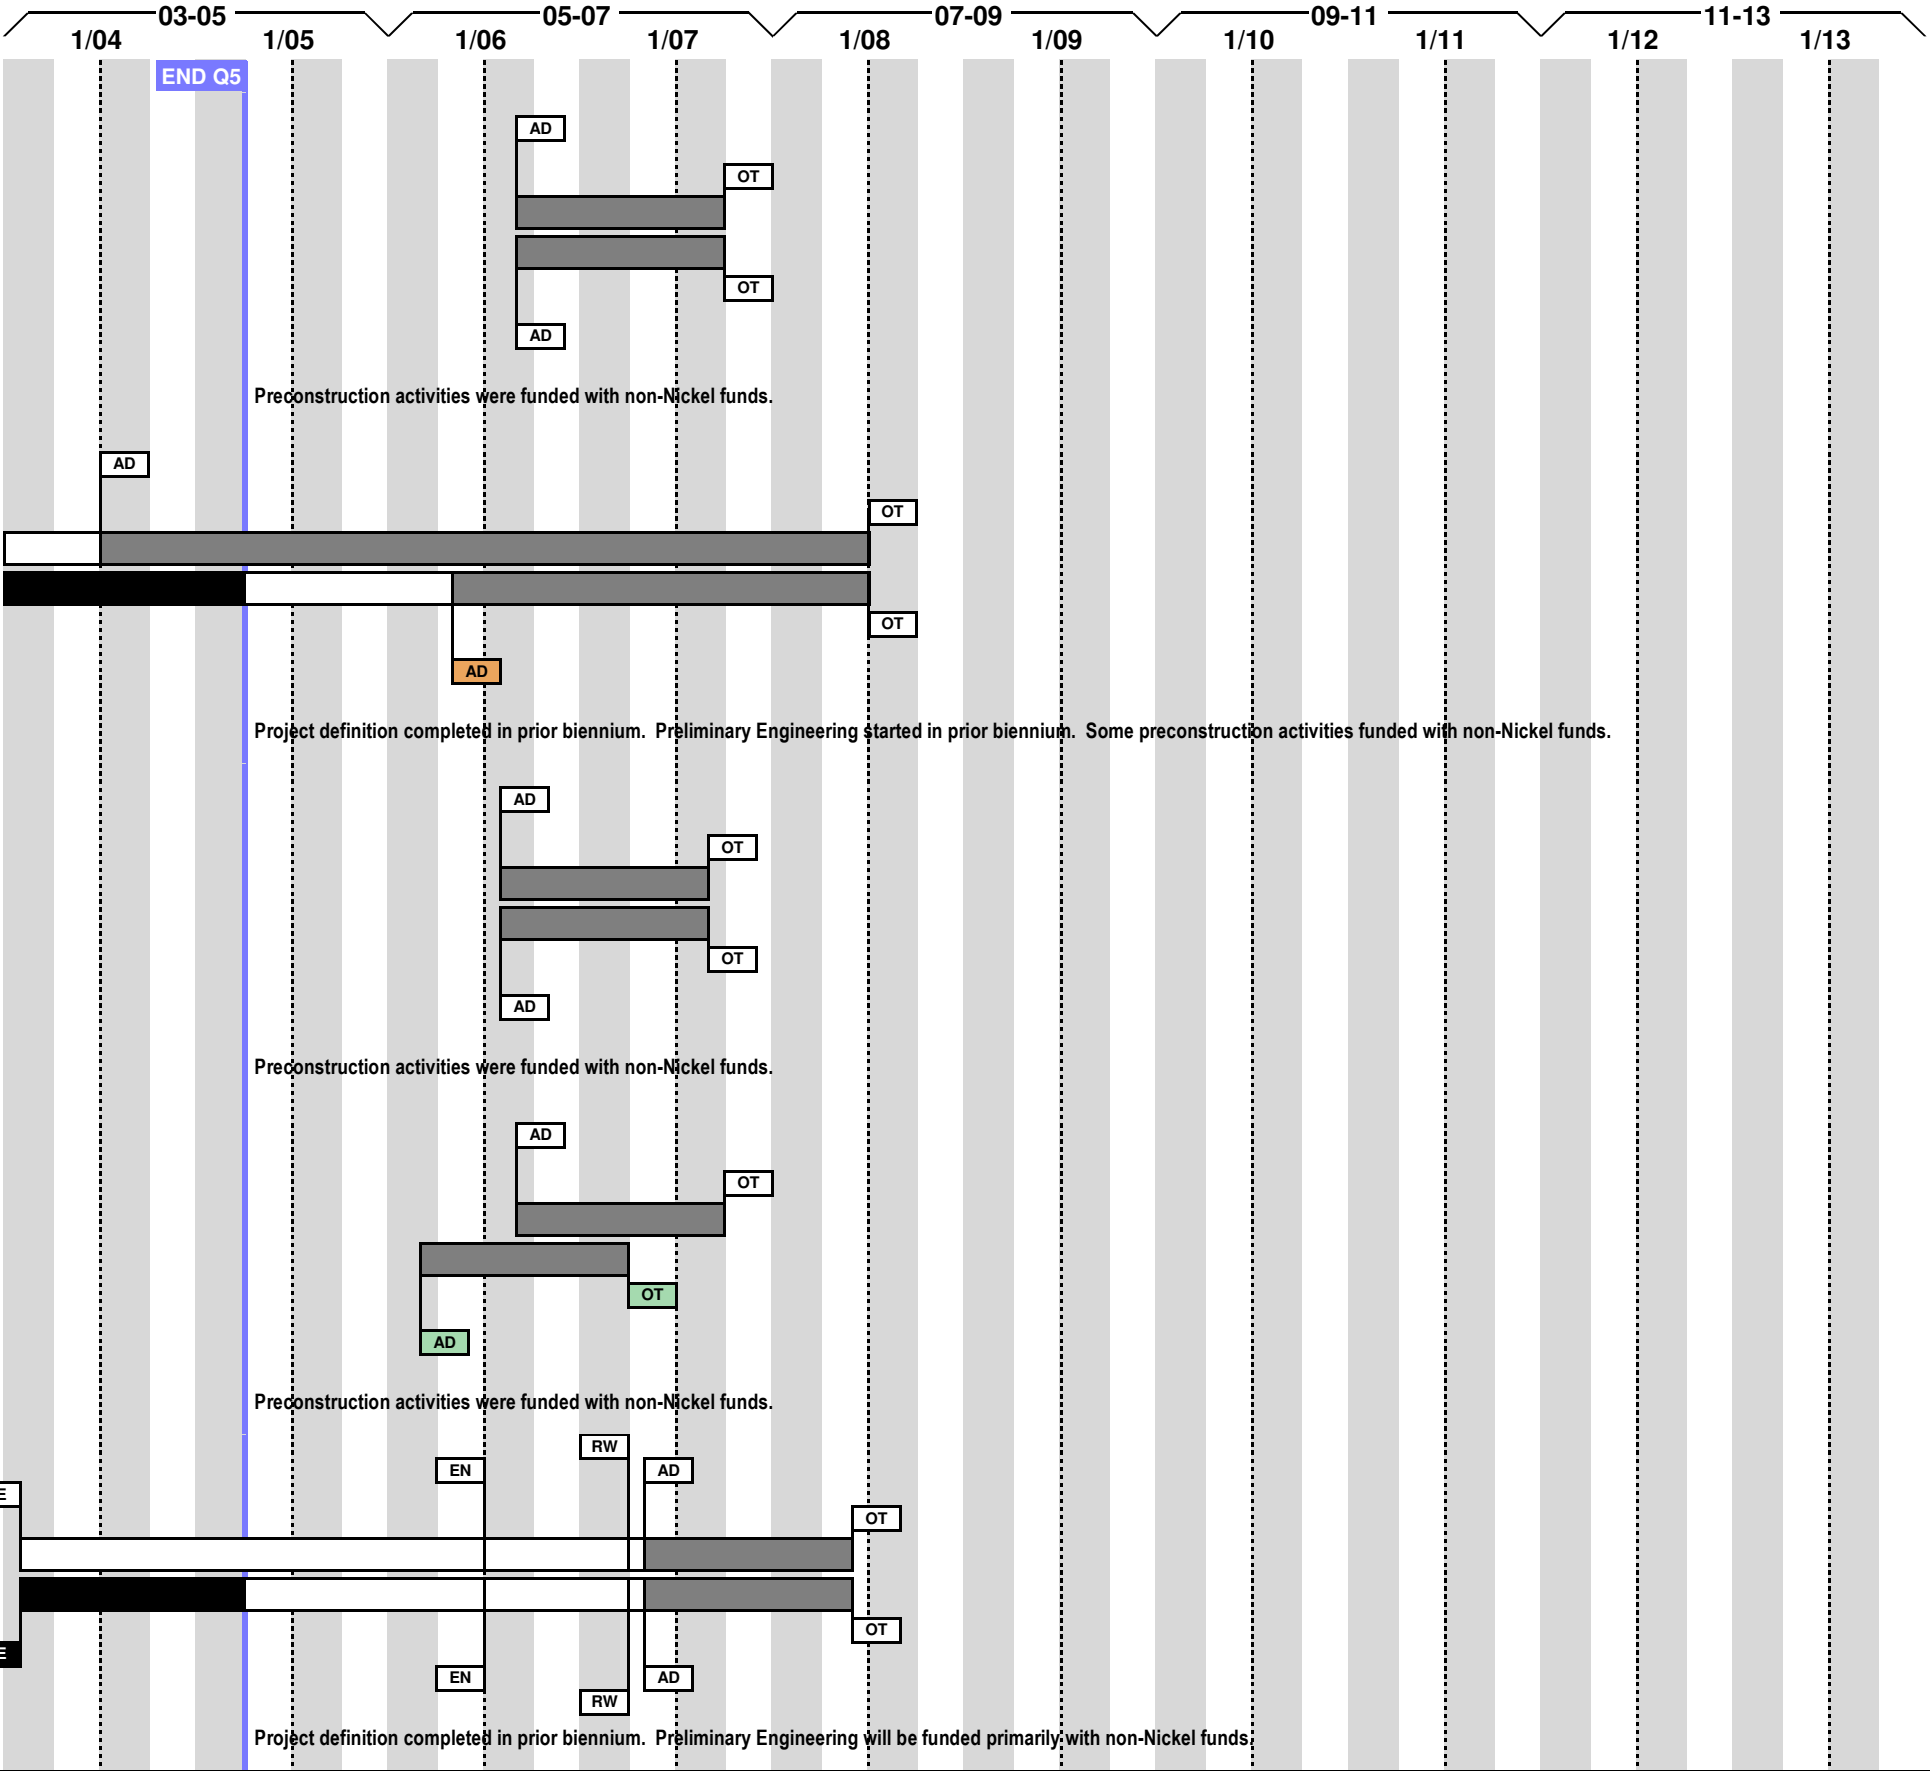 03-05 05-07 07-09 09-11 11-13
1/04 1/05 1/06 1/07 1/08 1/09 1/10 1/11 1/12 1/13
END Q5
AD
OT
OT
AD
Preconstruction activities were funded with non-Nickel funds.
AD
OT
OT
AD
Project definition completed in prior biennium. Preliminary Engineering started in prior biennium. Some preconstruction activities funded with non-Nickel funds.
AD
OT
OT
AD
Preconstruction activities were funded with non-Nickel funds.
AD
OT
OT
AD
Preconstruction activities were funded with non-Nickel funds.
RW
EN AD
E
OT
OT
E
EN AD
RW
Project definition completed in prior biennium. Preliminary Engineering will be funded primarily with non-Nickel funds.